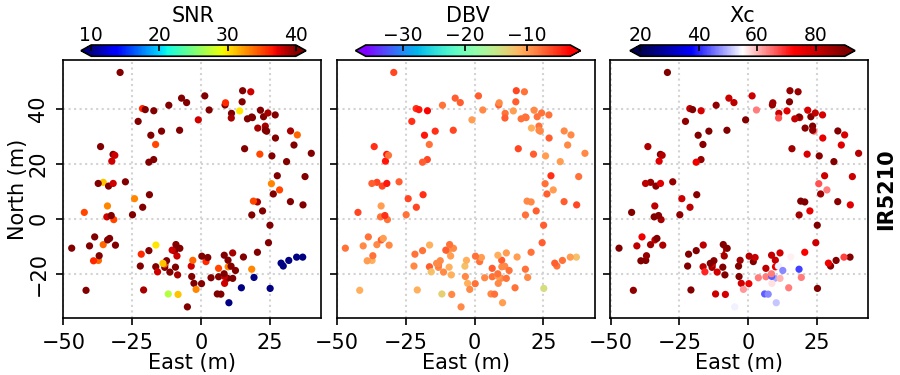 SNR DBV Xc
10 20 30 40 −30 −20 −10 20 40 60 80
North (m)
40
20
0
−20
−50 −25 0 25 −50 −25 0 25 −50 −25 0 25
East (m) East (m) East (m)
IR5210